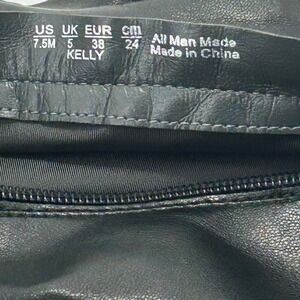 US UK EUR cm
7.5M 5 38 24
KELLY
All Man Made
Made in China